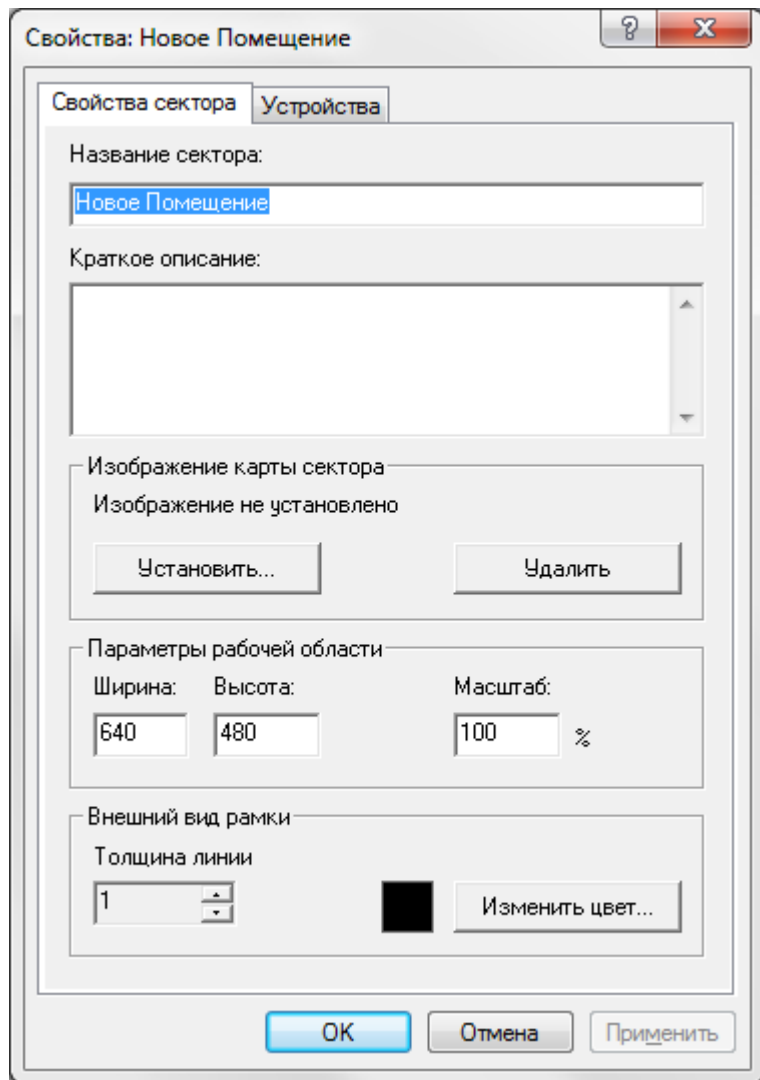 Свойства: Новое Помещение
Свойства сектора Устройства
Название сектора:
Новое Помещение
Краткое описание:
Изображение карты сектора
Изображение не установлено
Установить... Удалить
Параметры рабочей области
Ширина: Высота: Масштаб:
640 480 100 %
Внешний вид рамки
Толщина линии
1 Изменить цвет...
OK Отмена Применить